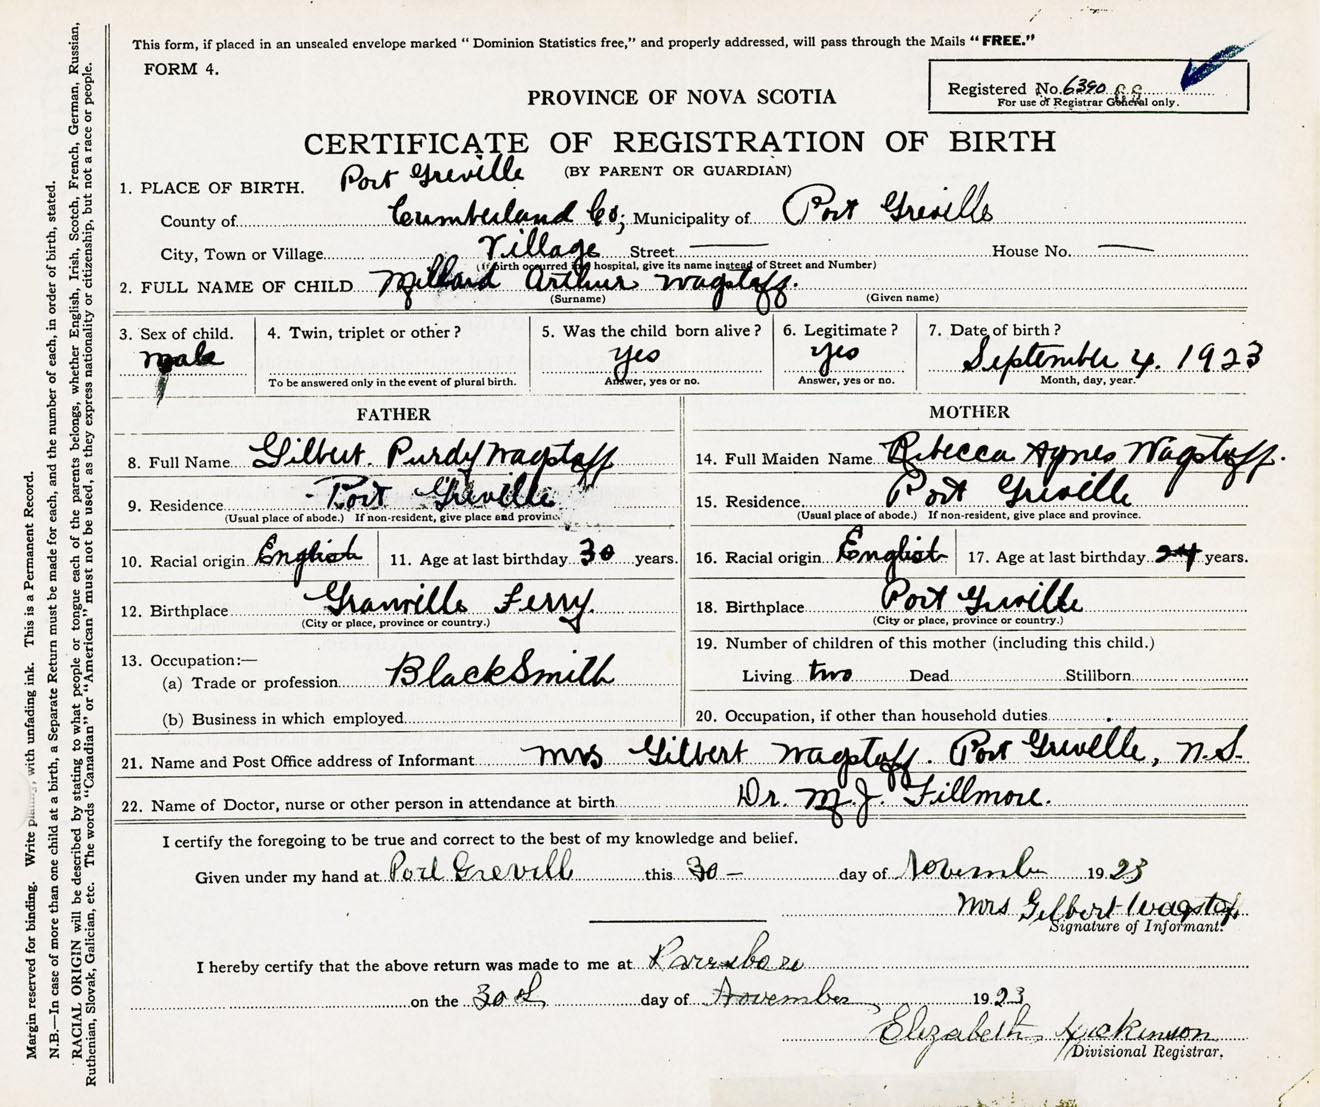 This form, if placed in an unsealed envelope marked “ Dominion Statistics free,” and properly addressed, will pass through the Mails “FREE.”
FORM 4.
Registered No. 6390
For use of Registrar General only.
PROVINCE OF NOVA SCOTIA
CERTIFICATE OF REGISTRATION OF BIRTH
(BY PARENT OR GUARDIAN)
1. PLACE OF BIRTH. Port Greville
County of Cumberland Co; Municipality of Port Greville
City, Town or Village Village Street — House No. —
(If birth occurred in a hospital, give its name instead of Street and Number)
2. FULL NAME OF CHILD Millard Arthur Wagstaff.
(Surname) (Given name)
3. Sex of child. male
4. Twin, triplet or other ?
To be answered only in the event of plural birth.
5. Was the child born alive ? yes
Answer, yes or no.
6. Legitimate ? yes
Answer, yes or no.
7. Date of birth ? September 4. 1923
Month, day, year.
FATHER
8. Full Name Gilbert Purdy Wagstaff
9. Residence Port Greville
(Usual place of abode.) If non-resident, give place and province.
10. Racial origin English 11. Age at last birthday 30 years.
12. Birthplace Granville Ferry.
(City or place, province or country.)
13. Occupation:—
(a) Trade or profession BlackSmith
(b) Business in which employed
MOTHER
14. Full Maiden Name Rebecca Agnes Wagstaff.
15. Residence Port Greville
(Usual place of abode.) If non-resident, give place and province.
16. Racial origin English 17. Age at last birthday 24 years.
18. Birthplace Port Greville
(City or place, province or country.)
19. Number of children of this mother (including this child.)
Living two Dead Stillborn
20. Occupation, if other than household duties
21. Name and Post Office address of Informant Mrs Gilbert Wagstaff. Port Greville, N.S.
22. Name of Doctor, nurse or other person in attendance at birth Dr. M.J. Fillmore.
I certify the foregoing to be true and correct to the best of my knowledge and belief.
Given under my hand at Port Grevill this 30 — day of November 1923
Mrs Gilbert Wagstaff
Signature of Informant.
I hereby certify that the above return was made to me at
on the 30th day of November 1923
Elizabeth
Divisional Registrar.
Margin reserved for binding. Write plainly, with unfading ink. This is a Permanent Record.
N.B.—In case of more than one child at a birth, a Separate Return must be made for each, and the number of each, in order of birth, stated.
RACIAL ORIGIN will be described by stating to what people or tongue each of the parents belongs, whether English, Irish, Scotch, French, German, Russian,
Ruthenian, Slovak, Galician, etc. The words “Canadian” or “American” must not be used, as they express nationality or citizenship, but not a race or people.